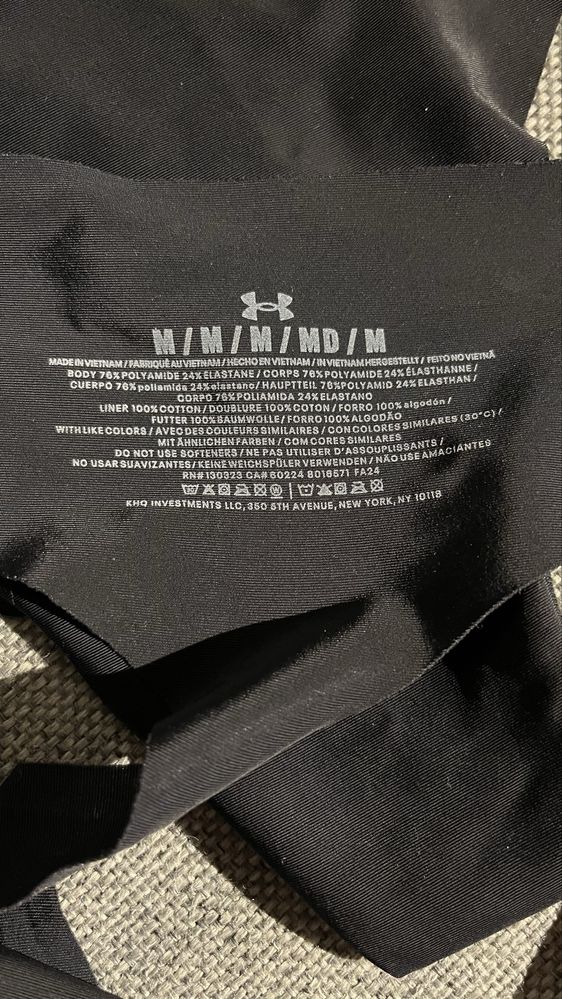 M / M / M / MD / M
MADE IN VIETNAM / FABRIQUÉ AU VIETNAM / HECHO EN VIETNAM / IN VIETNAM HERGESTELLT / FEITO NO VIETNÃ
BODY 76% POLYAMIDE 24% ELASTANE / CORPS 76% POLYAMIDE 24% ÉLASTHANNE /
CUERPO 76% poliamida 24% elastano / HAUPTTEIL 76% POLYAMID 24% ELASTHAN /
CORPO 76% POLIAMIDA 24% ELASTANO
LINER 100% COTTON / DOUBLURE 100% COTON / FORRO 100% algodón /
FUTTER 100% BAUMWOLLE / FORRO 100% ALGODÃO
WITH LIKE COLORS / AVEC DES COULEURS SIMILAIRES / CON COLORES SIMILARES (30°C) /
MIT ÄHNLICHEN FARBEN / COM CORES SIMILARES
DO NOT USE SOFTENERS / NE PAS UTILISER D'ASSOUPLISSANTS /
NO USAR SUAVIZANTES / KEINE WEICHSPÜLER VERWENDEN / NÃO USE AMACIANTES
RN# 130323 CA# 60224 8016571 FA24
KHQ INVESTMENTS LLC, 350 5TH AVENUE, NEW YORK, NY 10118